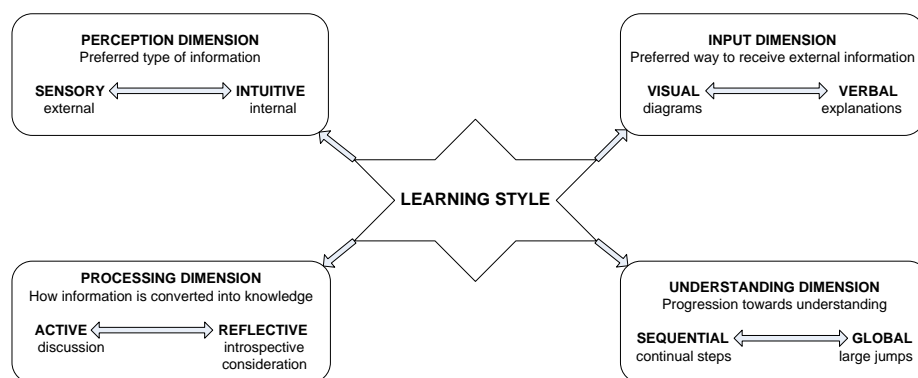 PERCEPTION DIMENSION
Preferred type of information
SENSORY INTUITIVE
external internal
INPUT DIMENSION
Preferred way to receive external information
VISUAL VERBAL
diagrams explanations
LEARNING STYLE
PROCESSING DIMENSION
How information is converted into knowledge
ACTIVE REFLECTIVE
discussion introspective
consideration
UNDERSTANDING DIMENSION
Progression towards understanding
SEQUENTIAL GLOBAL
continual steps large jumps